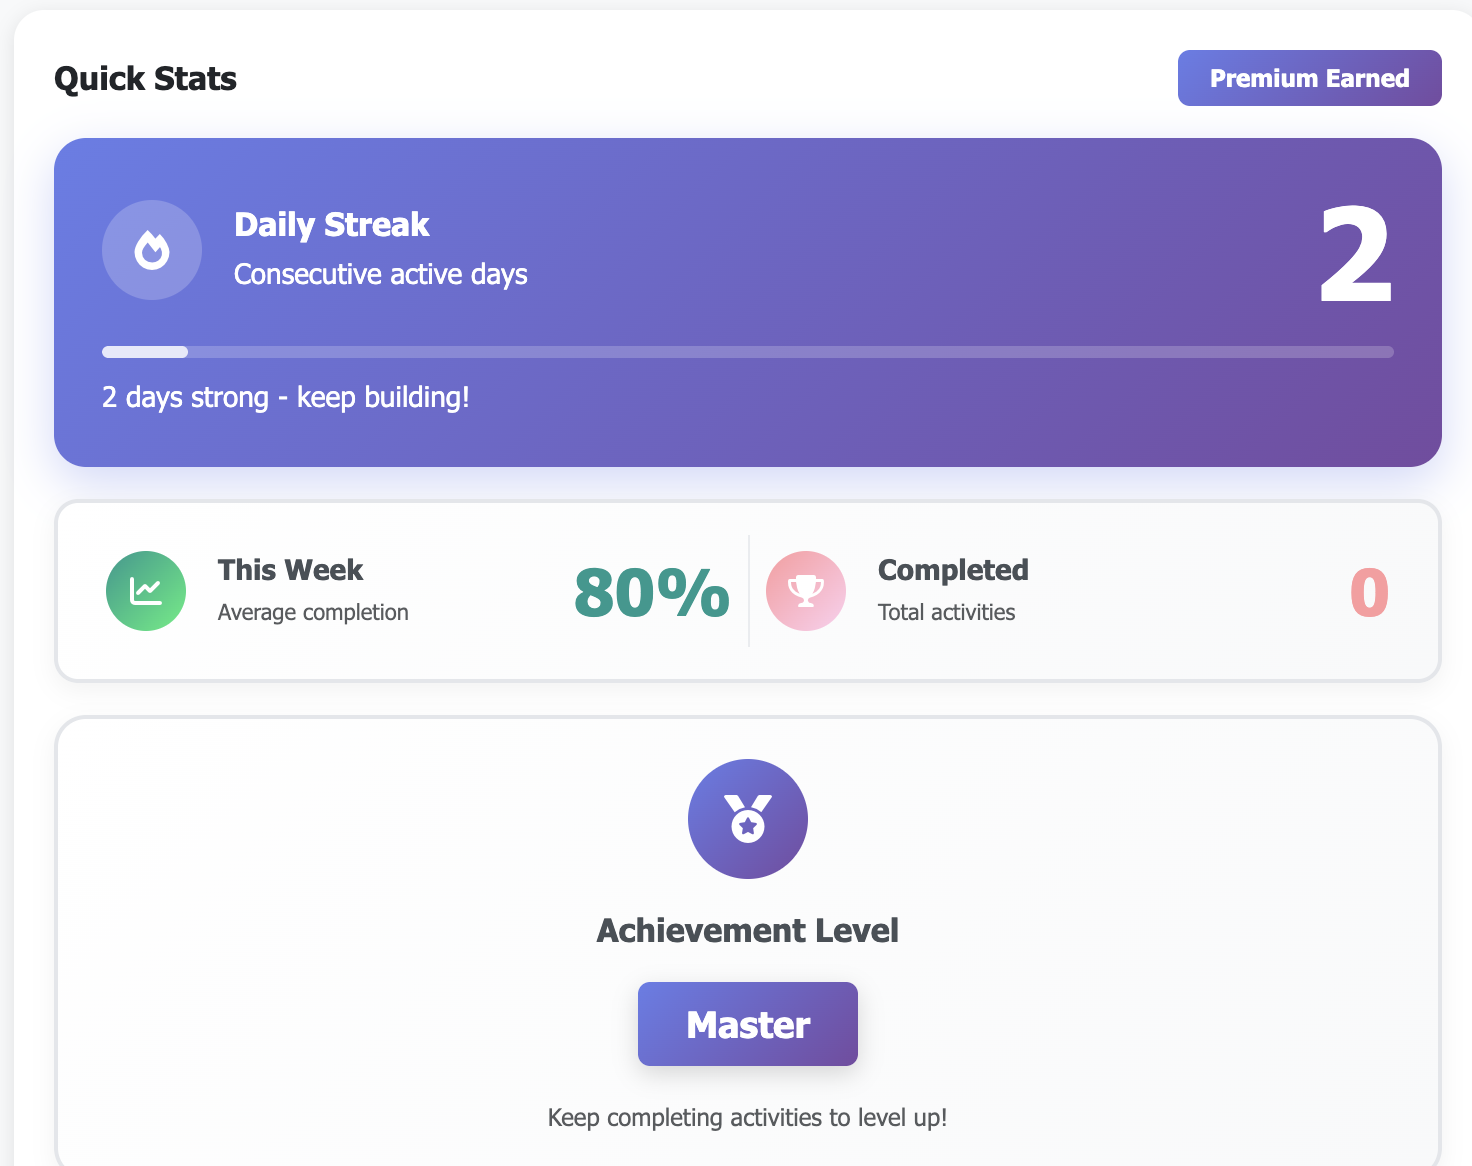 Quick Stats
Premium Earned
Daily Streak
Consecutive active days
2
2 days strong - keep building!
This Week
Average completion
80%
Completed
Total activities
0
Achievement Level
Master
Keep completing activities to level up!